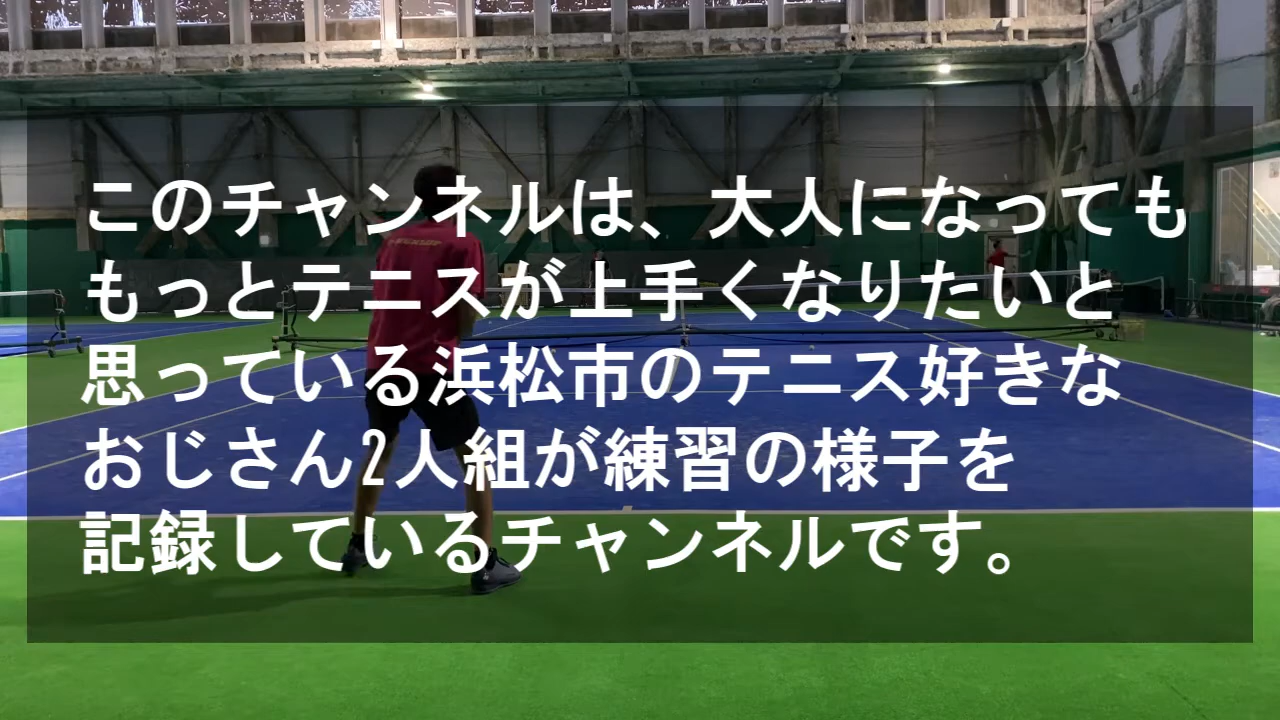 このチャンネルは、大人になっても
もっとテニスが上手くなりたいと
思っている浜松市のテニス好きな
おじさん2人組が練習の様子を
記録しているチャンネルです。